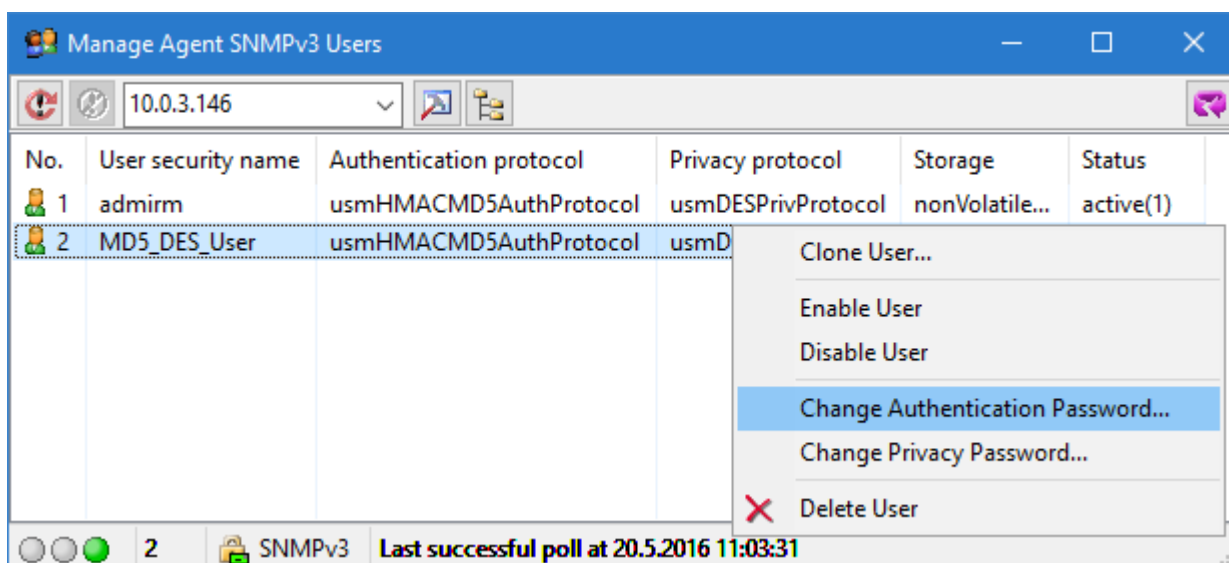 Manage Agent SNMPv3 Users
10.0.3.146
No. User security name Authentication protocol Privacy protocol Storage Status
1 admirm usmHMACMD5AuthProtocol usmDESPrivProtocol nonVolatile... active(1)
2 MD5_DES_User usmHMACMD5AuthProtocol usmD
Clone User...
Enable User
Disable User
Change Authentication Password...
Change Privacy Password...
Delete User
2 SNMPv3 Last successful poll at 20.5.2016 11:03:31